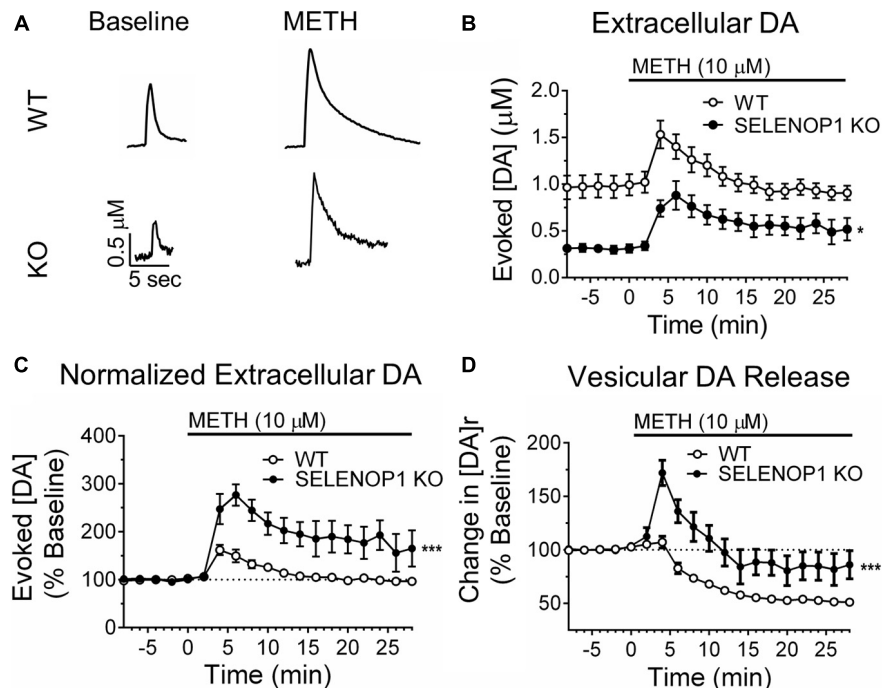 A
Baseline
METH
WT
KO
0.5 μM
5 sec
B
Extracellular DA
METH (10 μM)
WT
SELENOP1 KO
Evoked [DA] (μM)
2.0
1.5
1.0
0.5
0.0
*
-5 0 5 10 15 20 25
Time (min)
C
Normalized Extracellular DA
METH (10 μM)
WT
SELENOP1 KO
Evoked [DA]
(% Baseline)
400
300
200
100
0
***
-5 0 5 10 15 20 25
Time (min)
D
Vesicular DA Release
METH (10 μM)
WT
SELENOP1 KO
Change in [DA]r
(% Baseline)
200
150
100
50
***
-5 0 5 10 15 20 25
Time (min)